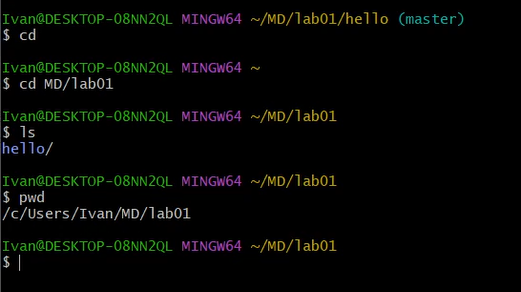 Ivan@DESKTOP-08NN2QL MINGW64 ~/MD/lab01/hello (master)
$ cd
Ivan@DESKTOP-08NN2QL MINGW64 ~
$ cd MD/lab01
Ivan@DESKTOP-08NN2QL MINGW64 ~/MD/lab01
$ ls
hello/
Ivan@DESKTOP-08NN2QL MINGW64 ~/MD/lab01
$ pwd
/c/Users/Ivan/MD/lab01
Ivan@DESKTOP-08NN2QL MINGW64 ~/MD/lab01
$